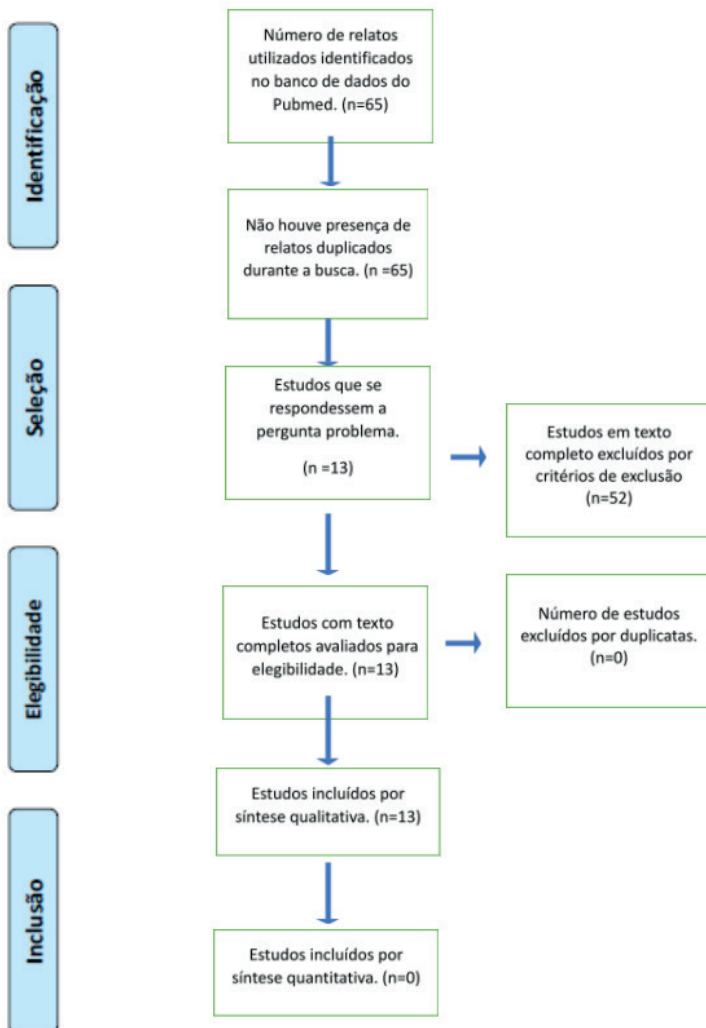 Identificação
Número de relatos
utilizados identificados
no banco de dados do
Pubmed. (n=65)
Não houve presença de
relatos duplicados
durante a busca. (n =65)
Seleção
Estudos que se
respondessem a
pergunta problema.
(n =13)
Estudos em texto
completo excluídos por
critérios de exclusão
(n=52)
Elegibilidade
Estudos com texto
completos avaliados para
elegibilidade. (n=13)
Número de estudos
excluídos por duplicatas.
(n=0)
Estudos incluídos por
síntese qualitativa. (n=13)
Inclusão
Estudos incluídos por
síntese quantitativa. (n=0)